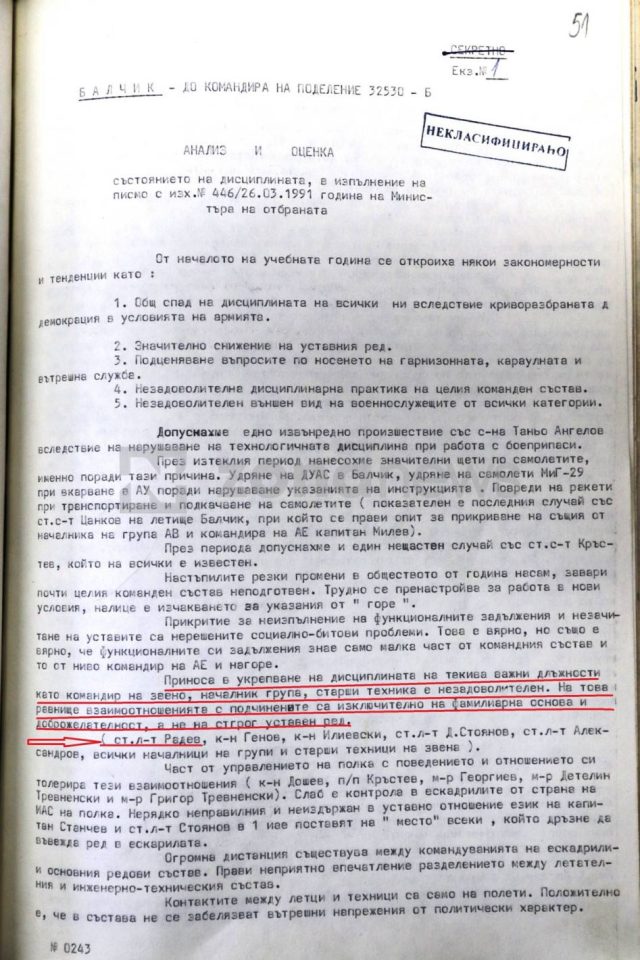 51
СЕКРЕТНО
Екз.№ 1
БАЛЧИК - ДО КОМАНДИРА НА ПОДЕЛЕНИЕ 32530 - Б
НЕКЛАСИФИЦИРАНО
АНАЛИЗ И ОЦЕНКА
състоянието на дисциплината, в изпълнение на
писмо с изх.№ 446/26.03.1991 година на Минис-
търа на отбраната
От началото на учебната година се откроиха някои закономерности
и тенденции като :
1. Общ спад на дисциплината на всички ни вследствие криворазбраната д
демокрация в условията на армията.
2. Значително снижение на уставния ред.
3. Подценяване въпросите по носенето на гарнизонната, караулната и
вътрешна служба.
4. Незадоволителна дисциплинарна практика на целия команден състав.
5. Незадоволителен външен вид на военнослужещите от всички категории.
Допуснахме едно извънредно произшествие със с-на Таньо Ангелов
вследствие на нарушаване на технологичната дисциплина при работа с боеприпаси.
През изтеклия период нанесохме значителни щети по самолетите,
именно поради тази причина. Удряне на ДУАС в Балчик, удряне на самолети МиГ-29
при вкарване в АУ поради нарушаване указанията на инструкцията . Повреди на ракети
при транспортиране и подкачване на самолетите ( показателен е последния случай със
ст.с-т Цанков на летище Балчик, при който се прави опит за прикриване на същия от
началника на група АВ и командира на АЕ капитан Милев).
През периода допуснахме и един нещастен случай със ст.с-т Кръс-
тев, който на всички е известен.
Настъпилите резки промени в обществото от година насам, завари
почти целия команден състав неподготвен. Трудно се пренастройва за работа в нови
условия, налице е изчакването за указания от " горе ".
Прикритие за неизпълнение на функционалните задължения и незачи-
тане на уставите са нерешените социално-битови проблеми. Това е вярно, но също е
вярно, че функционалните си задължения знае само малка част от командния състав и
то от ниво командир на АЕ и нагоре.
Приноса в укрепване на дисциплината на такива важни длъжности
като командир на звено, началник група, старши техника е незадоволителен. На това
равнище взаимоотношенията с подчинените са изключително на фамилиарна основа и
доброжелателност, а не на стгрог уставен ред.
( ст.л-т Радев, к-н Генов, к-н Илиевски, ст.л-т Д.Стоянов, ст.л-т Алек-
сандров, всички началници на групи и старши техници на звена ).
Част от управлението на полка с поведението и отношението си
толерира тези взаимоотношения ( к-н Дошев, п/п Кръстев, м-р Георгиев, м-р Детелин
Тревненски и м-р Григор Тревненски). Слаб е контрола в ескадрилите от страна на
ИАС на полка. Нерядко неправилния и неиздържан в уставно отношение език на капи-
тан Станчев и ст.л-т Стоянов в 1 иае поставят на " место" всеки , който дръзне да
въвежда ред в ескарилата.
Огромна дистанция съществува между командуванята на ескадрили-
и основния редови състав. Прави неприятно впечатление разделението между летател-
ния и инженерно-техническия състав.
Контактите между летци и техници са само на полети. Положително
е, че в състава не се забелязват вътрешни напрежения от политически характер.
№ 0243